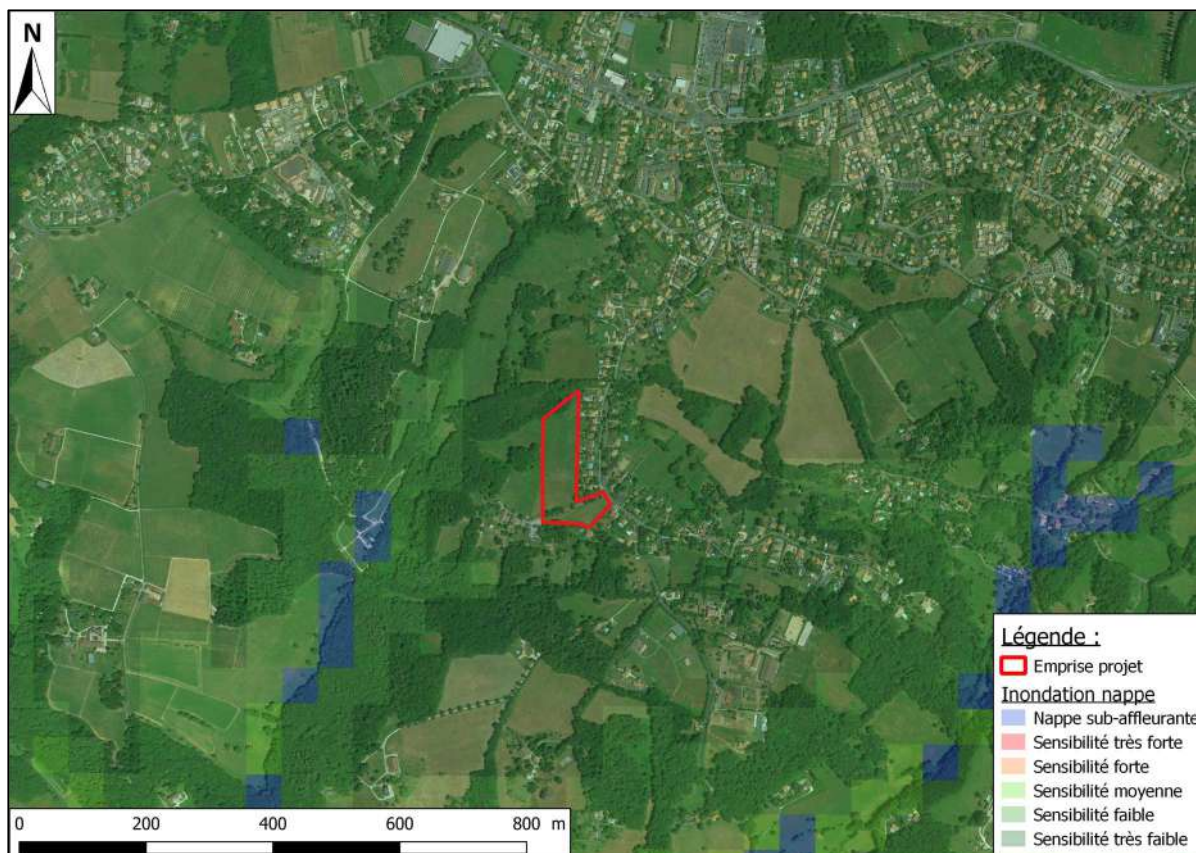 N
Légende :
Emprise projet
Inondation nappe
Nappe sub-affleurante
Sensibilité très forte
Sensibilité forte
Sensibilité moyenne
Sensibilité faible
Sensibilité très faible
0 200 400 600 800 m